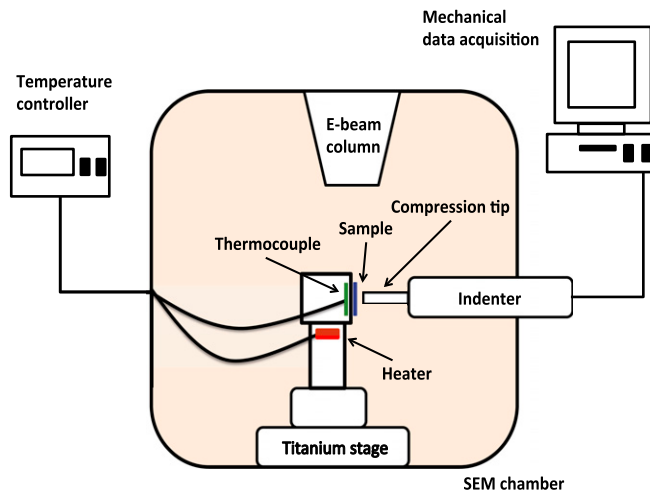 Mechanical
data acquisition
Temperature
controller
E-beam
column
Compression tip
Sample
Thermocouple
Indenter
Heater
Titanium stage
SEM chamber